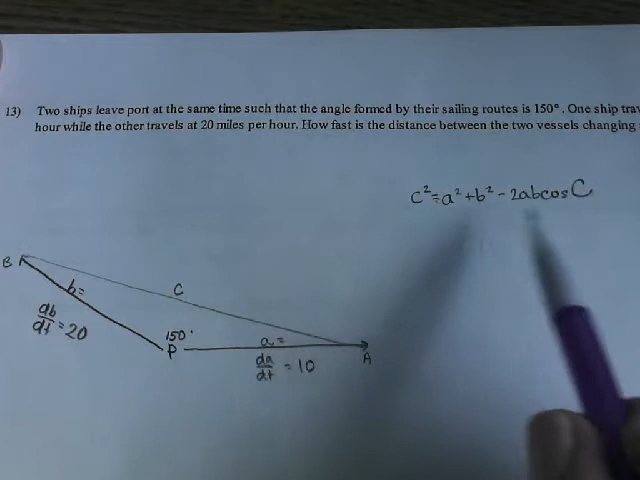 13) Two ships leave port at the same time such that the angle formed by their sailing routes is 150°. One ship
hour while the other travels at 20 miles per hour. How fast is the distance between the two vessels changing
c² = a² + b² - 2abcosC
B
b=
c
db/dt = 20
150°
P
a=
A
da/dt = 10